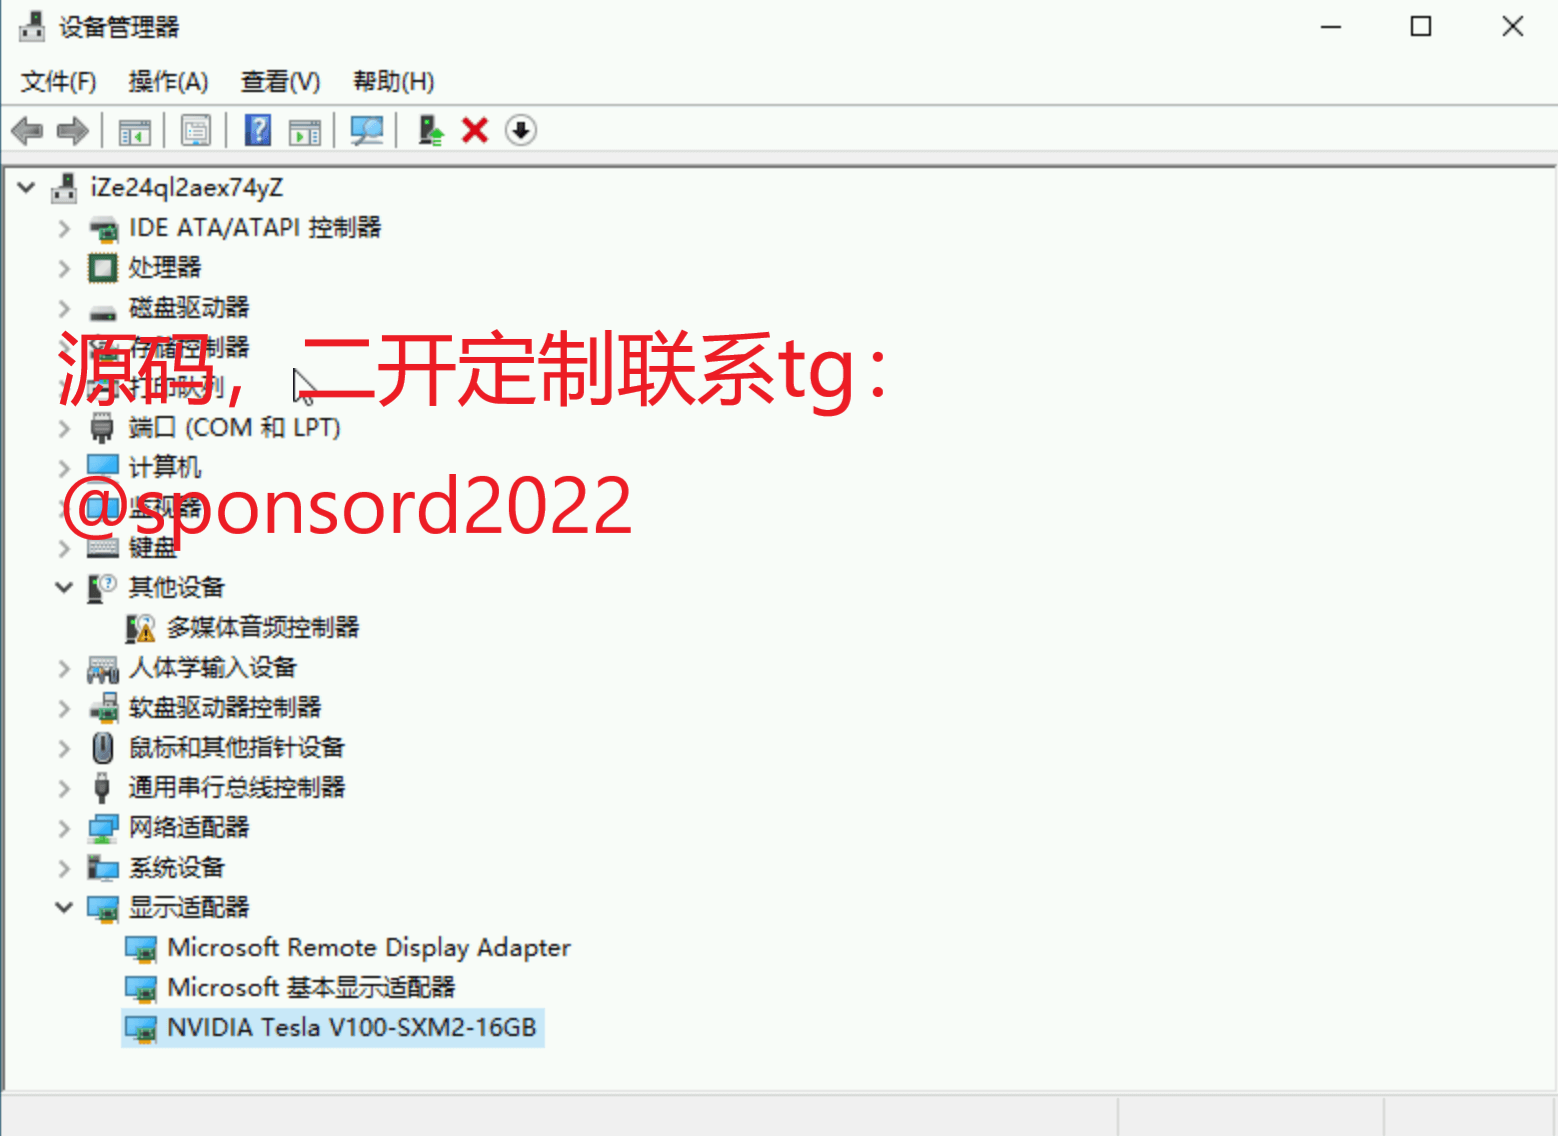 设备管理器
文件(F) 操作(A) 查看(V) 帮助(H)
iZe24ql2aex74yZ
IDE ATA/ATAPI 控制器
处理器
磁盘驱动器
存储控制器
源码，二开定制联系tg：
打印队列
端口 (COM 和 LPT)
计算机
@sponsord2022
监视器
键盘
其他设备
多媒体音频控制器
人体学输入设备
软盘驱动器控制器
鼠标和其他指针设备
通用串行总线控制器
网络适配器
系统设备
显示适配器
Microsoft Remote Display Adapter
Microsoft 基本显示适配器
NVIDIA Tesla V100-SXM2-16GB